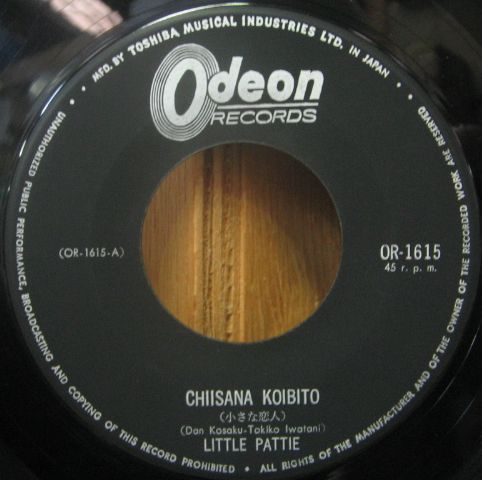 MFD. BY TOSHIBA MUSICAL INDUSTRIES LTD. IN JAPAN
Odeon
RECORDS
(OR-1615-A)
OR-1615
45 r. p. m.
CHIISANA KOIBITO
(小さな恋人)
(Dan Kosaku-Tokiko Iwatani)
LITTLE PATTIE
UNAUTHORIZED PUBLIC PERFORMANCE, BROADCASTING AND COPYING OF THIS RECORD PROHIBITED • ALL RIGHTS OF THE MANUFACTURER AND OF THE OWNER OF THE RECORDED WORK ARE RESERVED